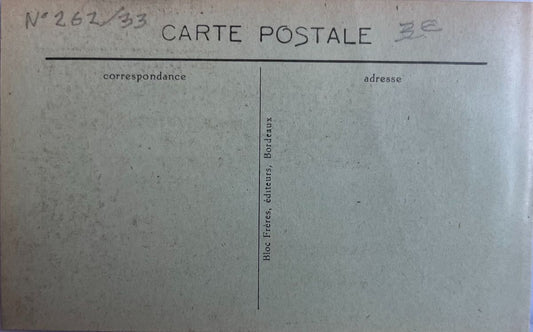 N° 262/33
CARTE POSTALE
3e
correspondance
adresse
Bloc Frères, éditeurs, Bordeaux